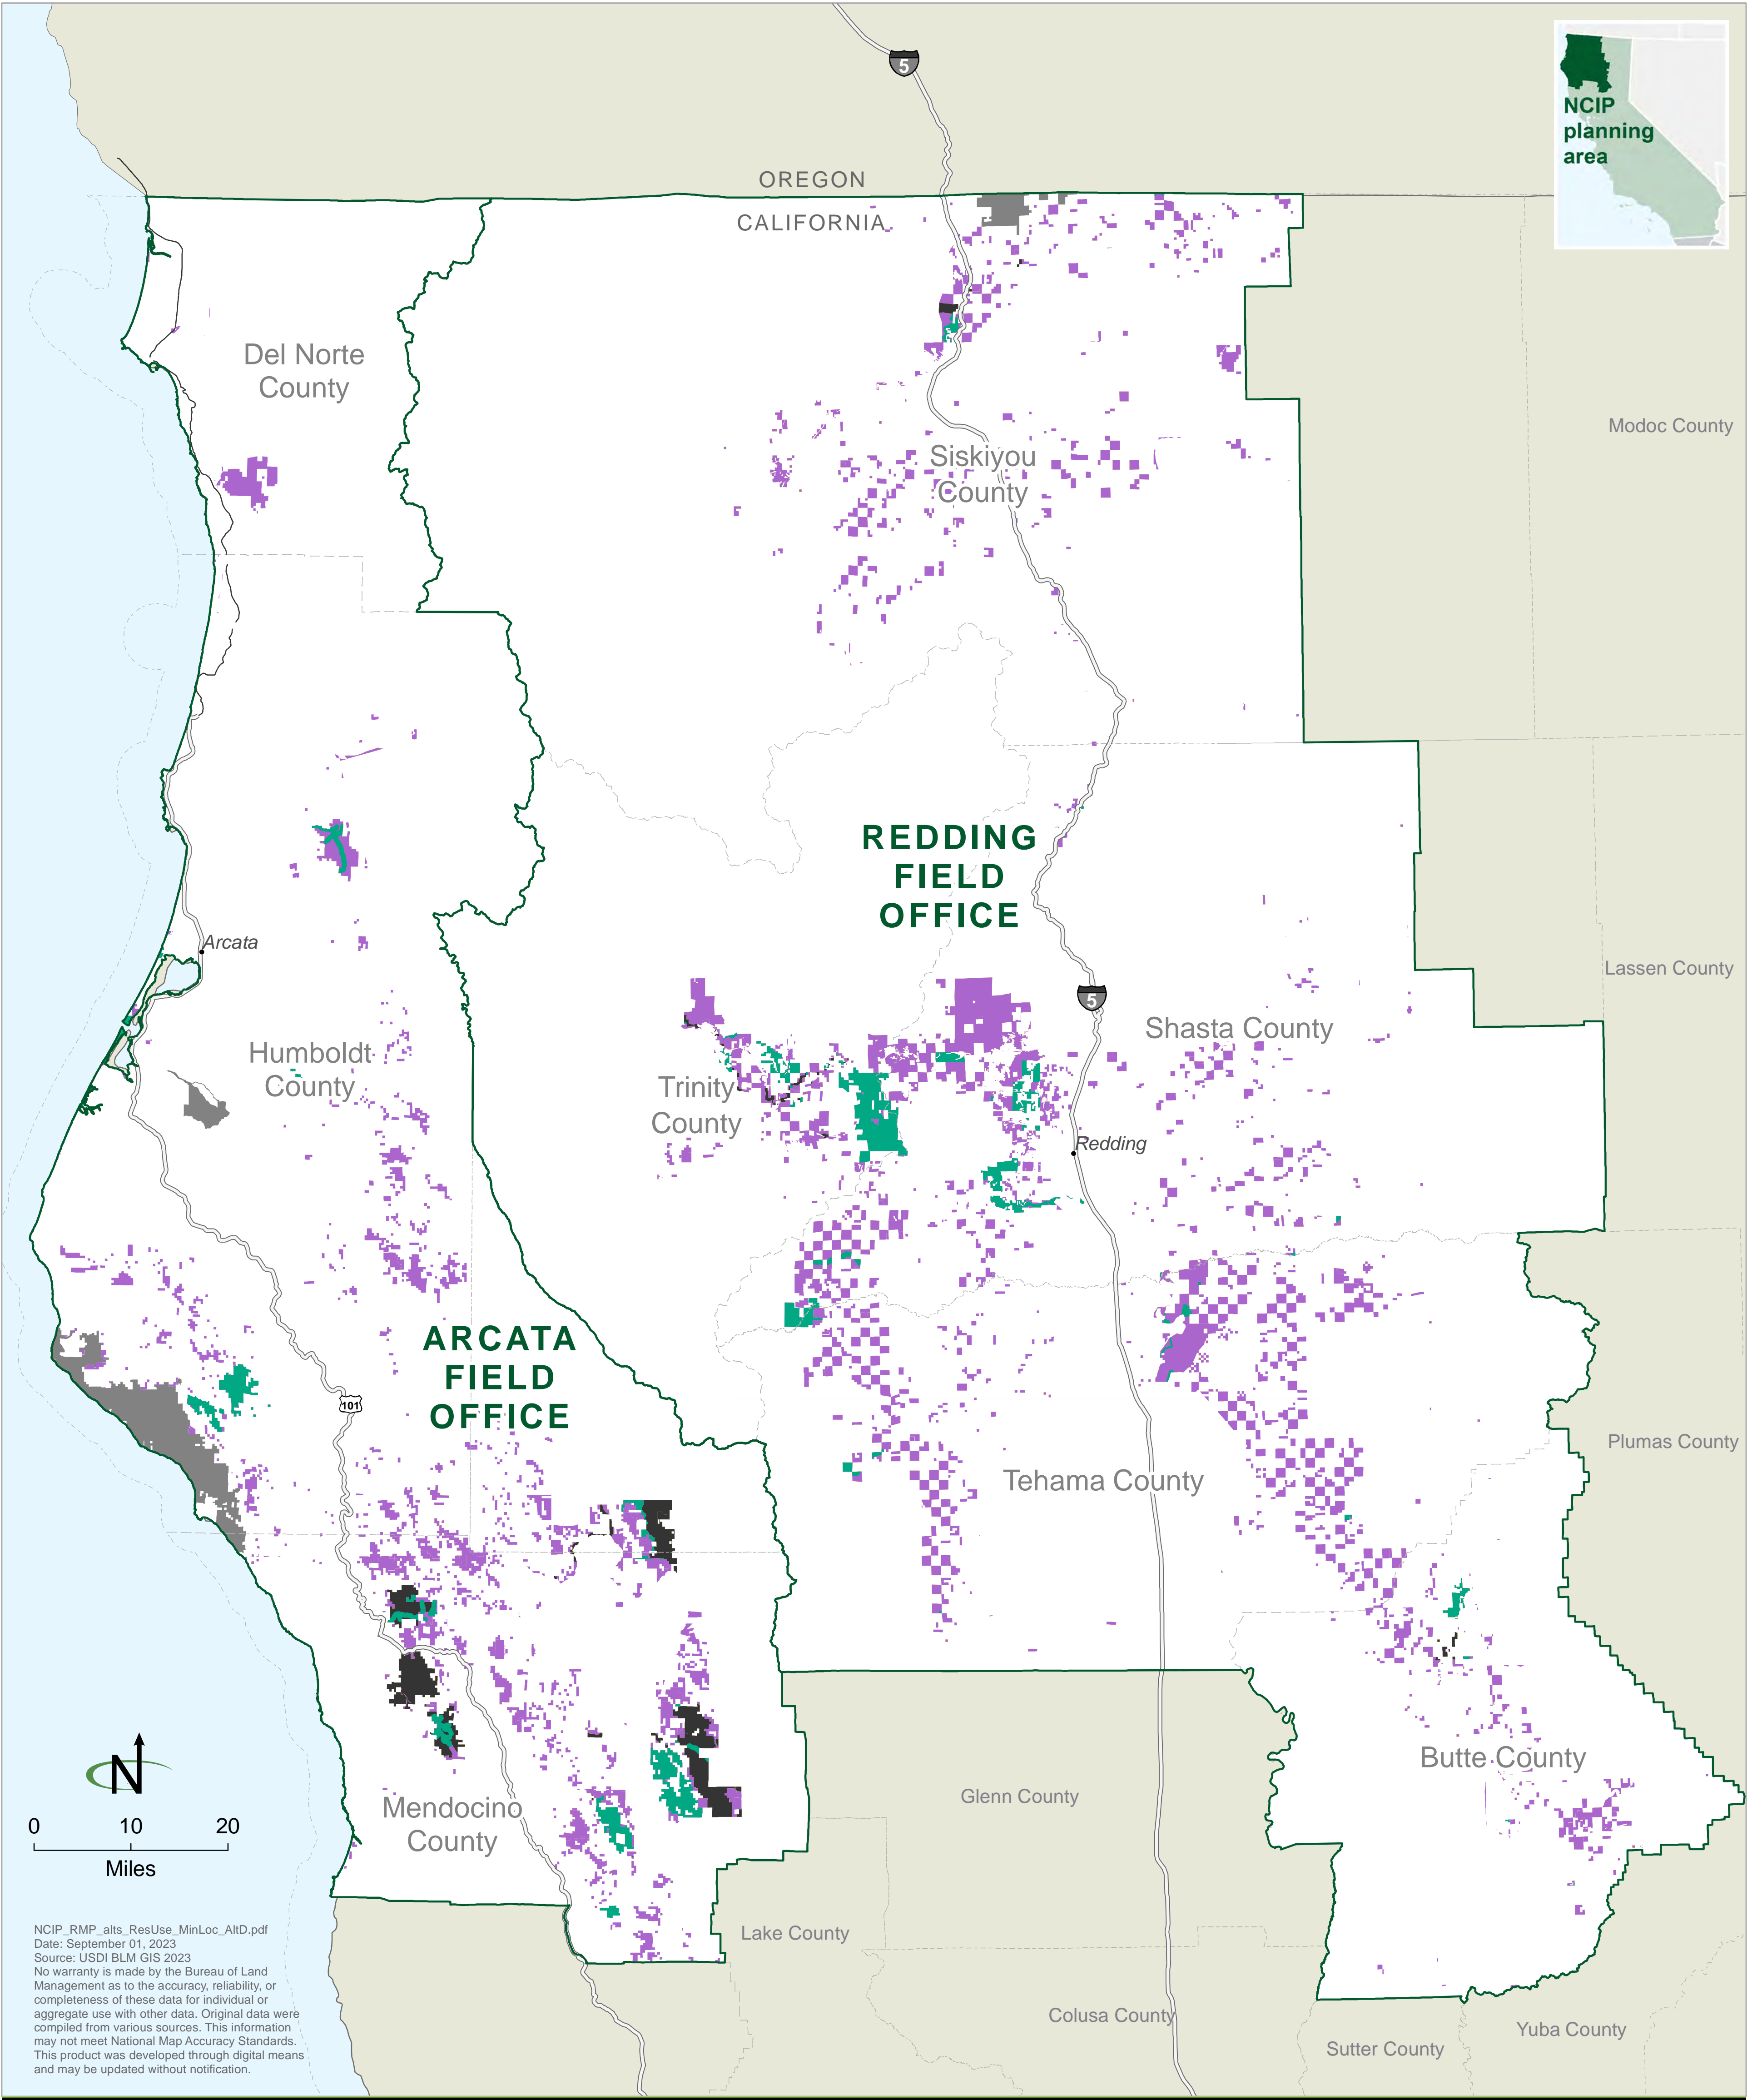 5
NCIP
planning
area
OREGON
CALIFORNIA
Del Norte
County
Modoc County
Siskiyou
County
REDDING
FIELD
OFFICE
Arcata
Lassen County
5
Shasta County
Humboldt
County
Trinity
County
Redding
ARCATA
FIELD
OFFICE
101
Plumas County
Tehama County
N
Butte County
Mendocino
County
Glenn County
0 10 20
Miles
Lake County
NCIP_RMP_alts_ResUse_MinLoc_AltD.pdf
Date: September 01, 2023
Source: USDI BLM GIS 2023
No warranty is made by the Bureau of Land
Management as to the accuracy, reliability, or
completeness of these data for individual or
aggregate use with other data. Original data were
compiled from various sources. This information
may not meet National Map Accuracy Standards.
This product was developed through digital means
and may be updated without notification.
Colusa County
Sutter County
Yuba County